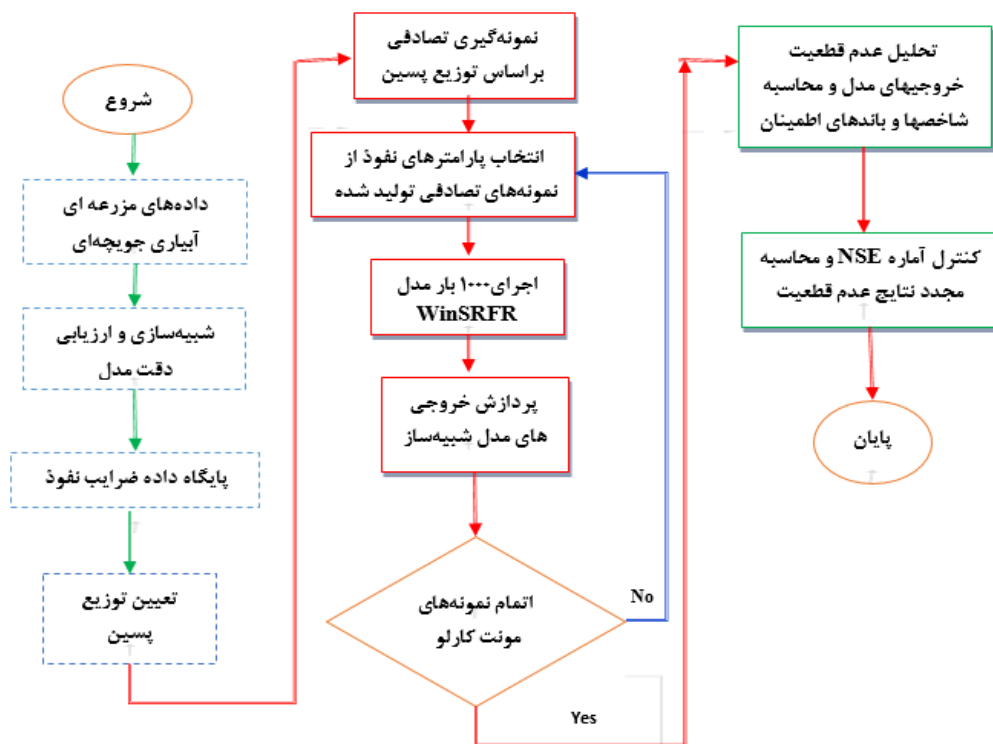 شروع
داده‌های مزرعه ای
آبیاری جویچه‌ای
شبیه‌سازی و ارزیابی
دقت مدل
پایگاه داده ضرایب نفوذ
تعیین توزیع
پسین
نمونه‌گیری تصادفی
براساس توزیع پسین
انتخاب پارامترهای نفوذ از
نمونه‌های تصادفی تولید شده
اجرای۱۰۰۰ بار مدل
WinSRFR
پردازش خروجی
های مدل شبیه‌ساز
اتمام نمونه‌های
مونت کارلو
No
Yes
تحلیل عدم قطعیت
خروجیهای مدل و محاسبه
شاخصها و باندهای اطمینان
کنترل آماره NSE و محاسبه
مجدد نتایج عدم قطعیت
پایان